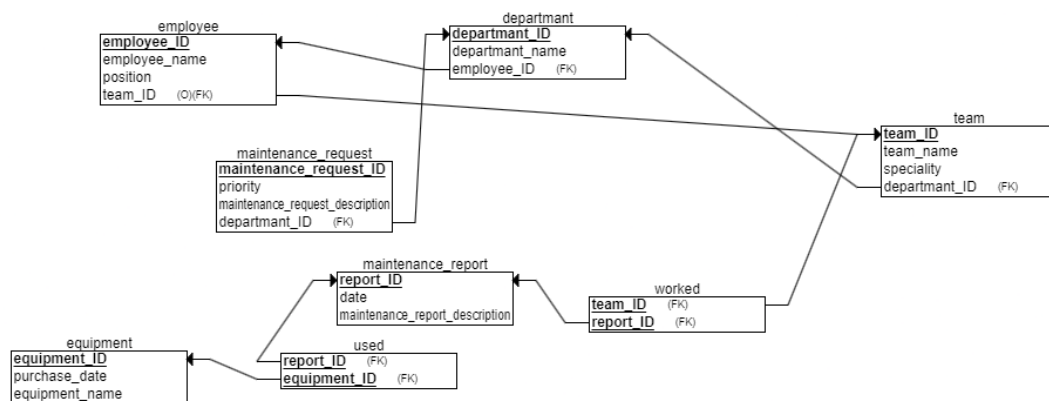 employee
employee_ID
employee_name
position
team_ID (O)(FK)
departmant
departmant_ID
departmant_name
employee_ID (FK)
team
team_ID
team_name
speciality
departmant_ID (FK)
maintenance_request
maintenance_request_ID
priority
maintenance_request_description
departmant_ID (FK)
maintenance_report
report_ID
date
maintenance_report_description
worked
team_ID (FK)
report_ID (FK)
equipment
equipment_ID
purchase_date
equipment_name
used
report_ID (FK)
equipment_ID (FK)